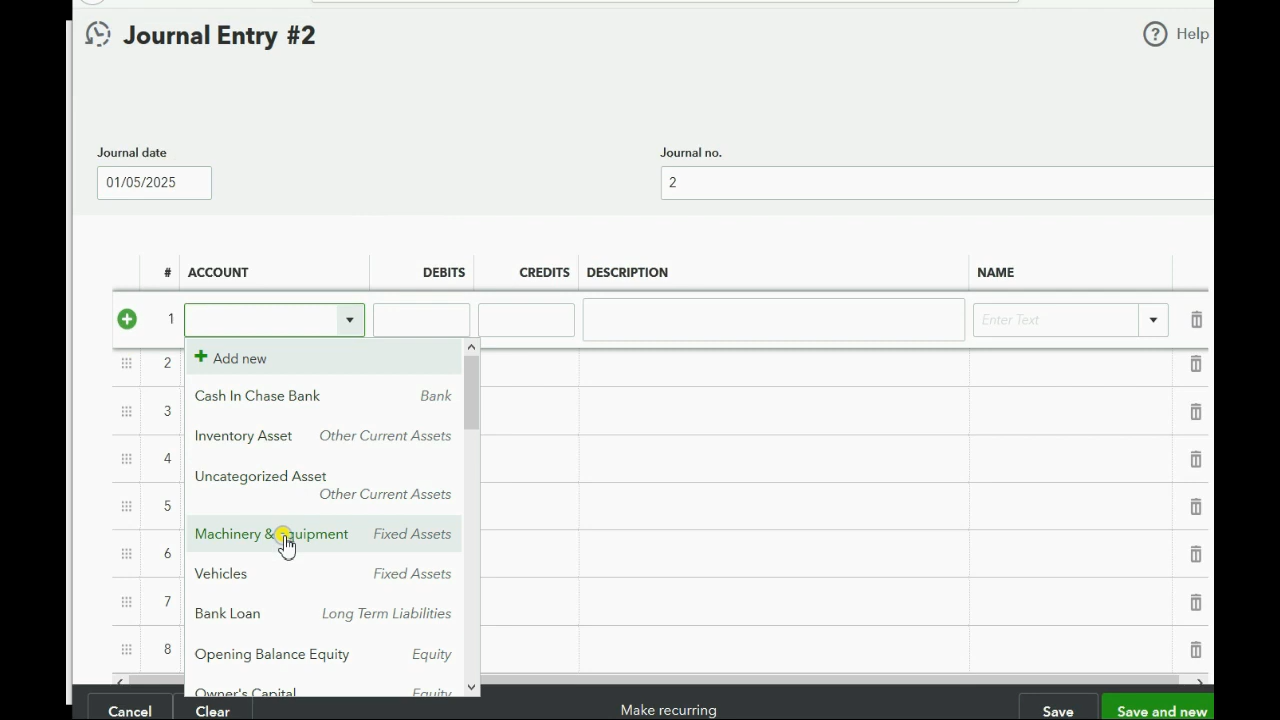 Journal Entry #2
? Help
Journal date
Journal no.
01/05/2025
2
# ACCOUNT DEBITS CREDITS DESCRIPTION NAME
1 Enter Text
Add new
2
Cash In Chase Bank Bank
3
Inventory Asset Other Current Assets
4
Uncategorized Asset
Other Current Assets
5
Machinery & Equipment Fixed Assets
6
Vehicles Fixed Assets
7
Bank Loan Long Term Liabilities
8
Opening Balance Equity Equity
Owner's Capital Equity
Cancel Clear Make recurring Save Save and new